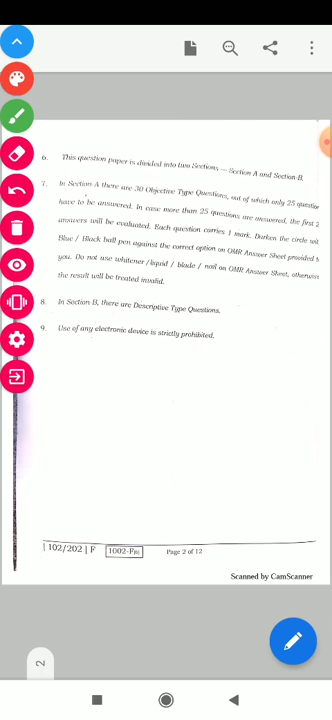 6. This question paper is divided into two Sections — Section A and Section-B.
7. In Section A there are 30 Objective Type Questions, out of which only 25 question
have to be answered. In case more than 25 questions are answered, the first 2
answers will be evaluated. Each question carries 1 mark. Darken the circle wit
Blue / Black ball pen against the correct option on OMR Answer Sheet provided t
you. Do not use whitener /liquid / blade / nail on OMR Answer Sheet, otherwise
the result will be treated invalid.
8. In Section B, there are Descriptive Type Questions.
9. Use of any electronic device is strictly prohibited.
[ 102/202 ] F 1002-F(R) Page 2 of 12
Scanned by CamScanner
2